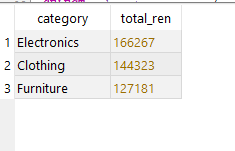 category total_ren
1 Electronics 166267
2 Clothing 144323
3 Furniture 127181